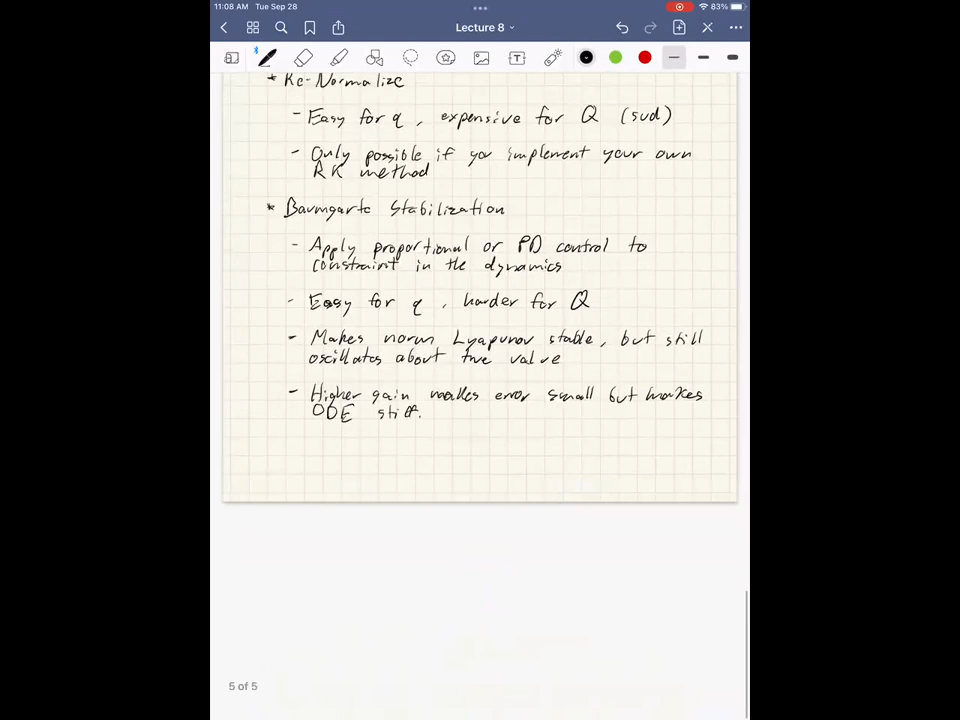 11:08 AM Tue Sep 28
83%
Lecture 8
* Re-Normalize
- Easy for q, expensive for Q (svd)
- Only possible if you implement your own
RK method
* Baumgarte Stabilization
- Apply proportional or PD control to
constraint in the dynamics
- Easy for q, harder for Q
- Makes norm Lyapunov stable, but still
oscillates about true value
- Higher gain makes error small but makes
ODE stiff.
5 of 5